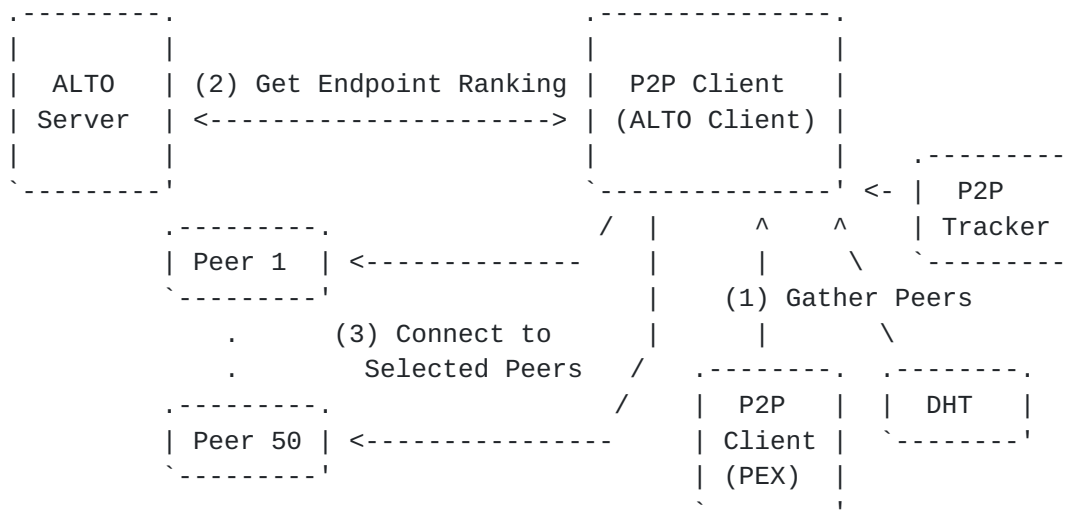 ALTO (2) Get Endpoint Ranking P2P Client
Server (ALTO Client)
P2P
Tracker
Peer 1
(1) Gather Peers
(3) Connect to
Selected Peers
P2P DHT
Peer 50 Client
(PEX)